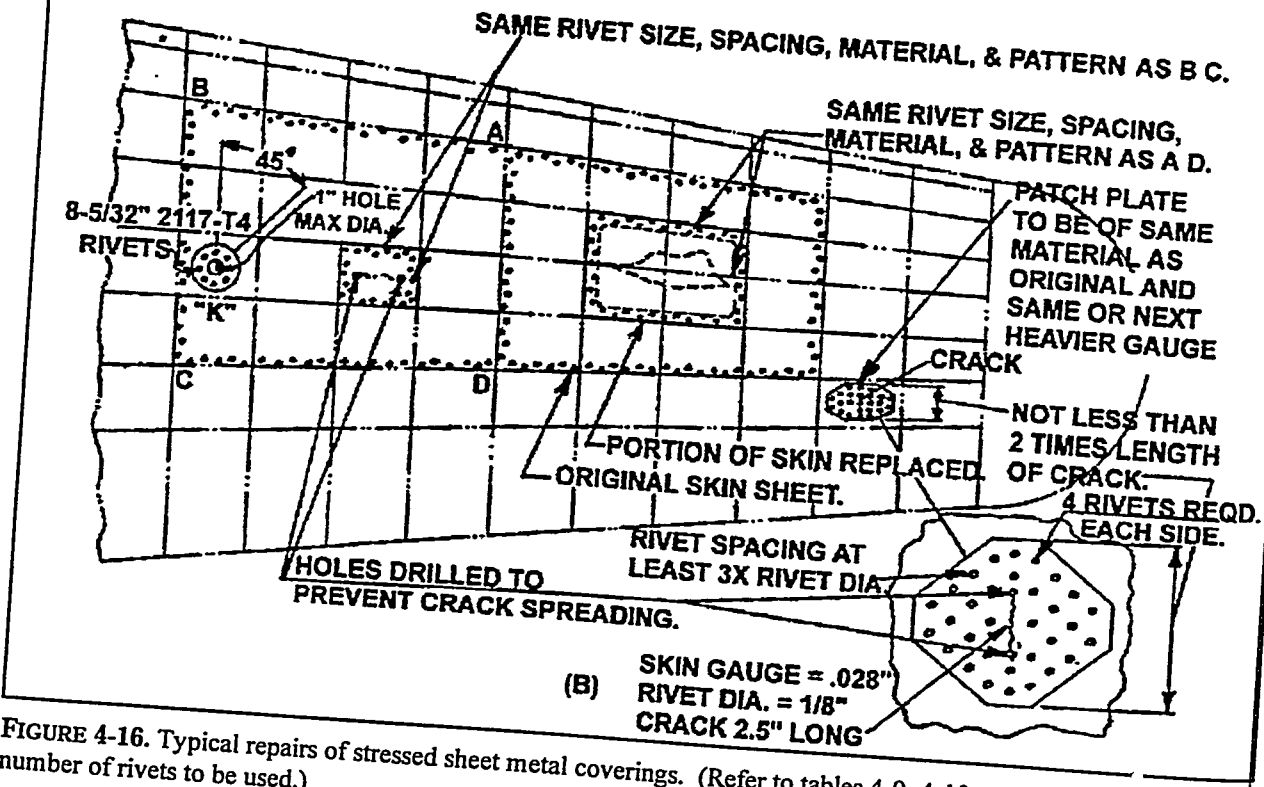 SAME RIVET SIZE, SPACING, MATERIAL, & PATTERN AS B C.
B
A
SAME RIVET SIZE, SPACING,
MATERIAL, & PATTERN AS A D.
45°
1" HOLE
MAX DIA.
8-5/32" 2117-T4
RIVETS
"K"
PATCH PLATE
TO BE OF SAME
MATERIAL AS
ORIGINAL AND
SAME OR NEXT
HEAVIER GAUGE
C
D
CRACK
NOT LESS THAN
2 TIMES LENGTH
OF CRACK.
PORTION OF SKIN REPLACED.
ORIGINAL SKIN SHEET.
4 RIVETS REQD.
EACH SIDE.
RIVET SPACING AT
LEAST 3X RIVET DIA.
HOLES DRILLED TO
PREVENT CRACK SPREADING.
(B)
SKIN GAUGE = .028"
RIVET DIA. = 1/8"
CRACK 2.5" LONG
FIGURE 4-16. Typical repairs of stressed sheet metal coverings. (Refer to tables
number of rivets to be used.)